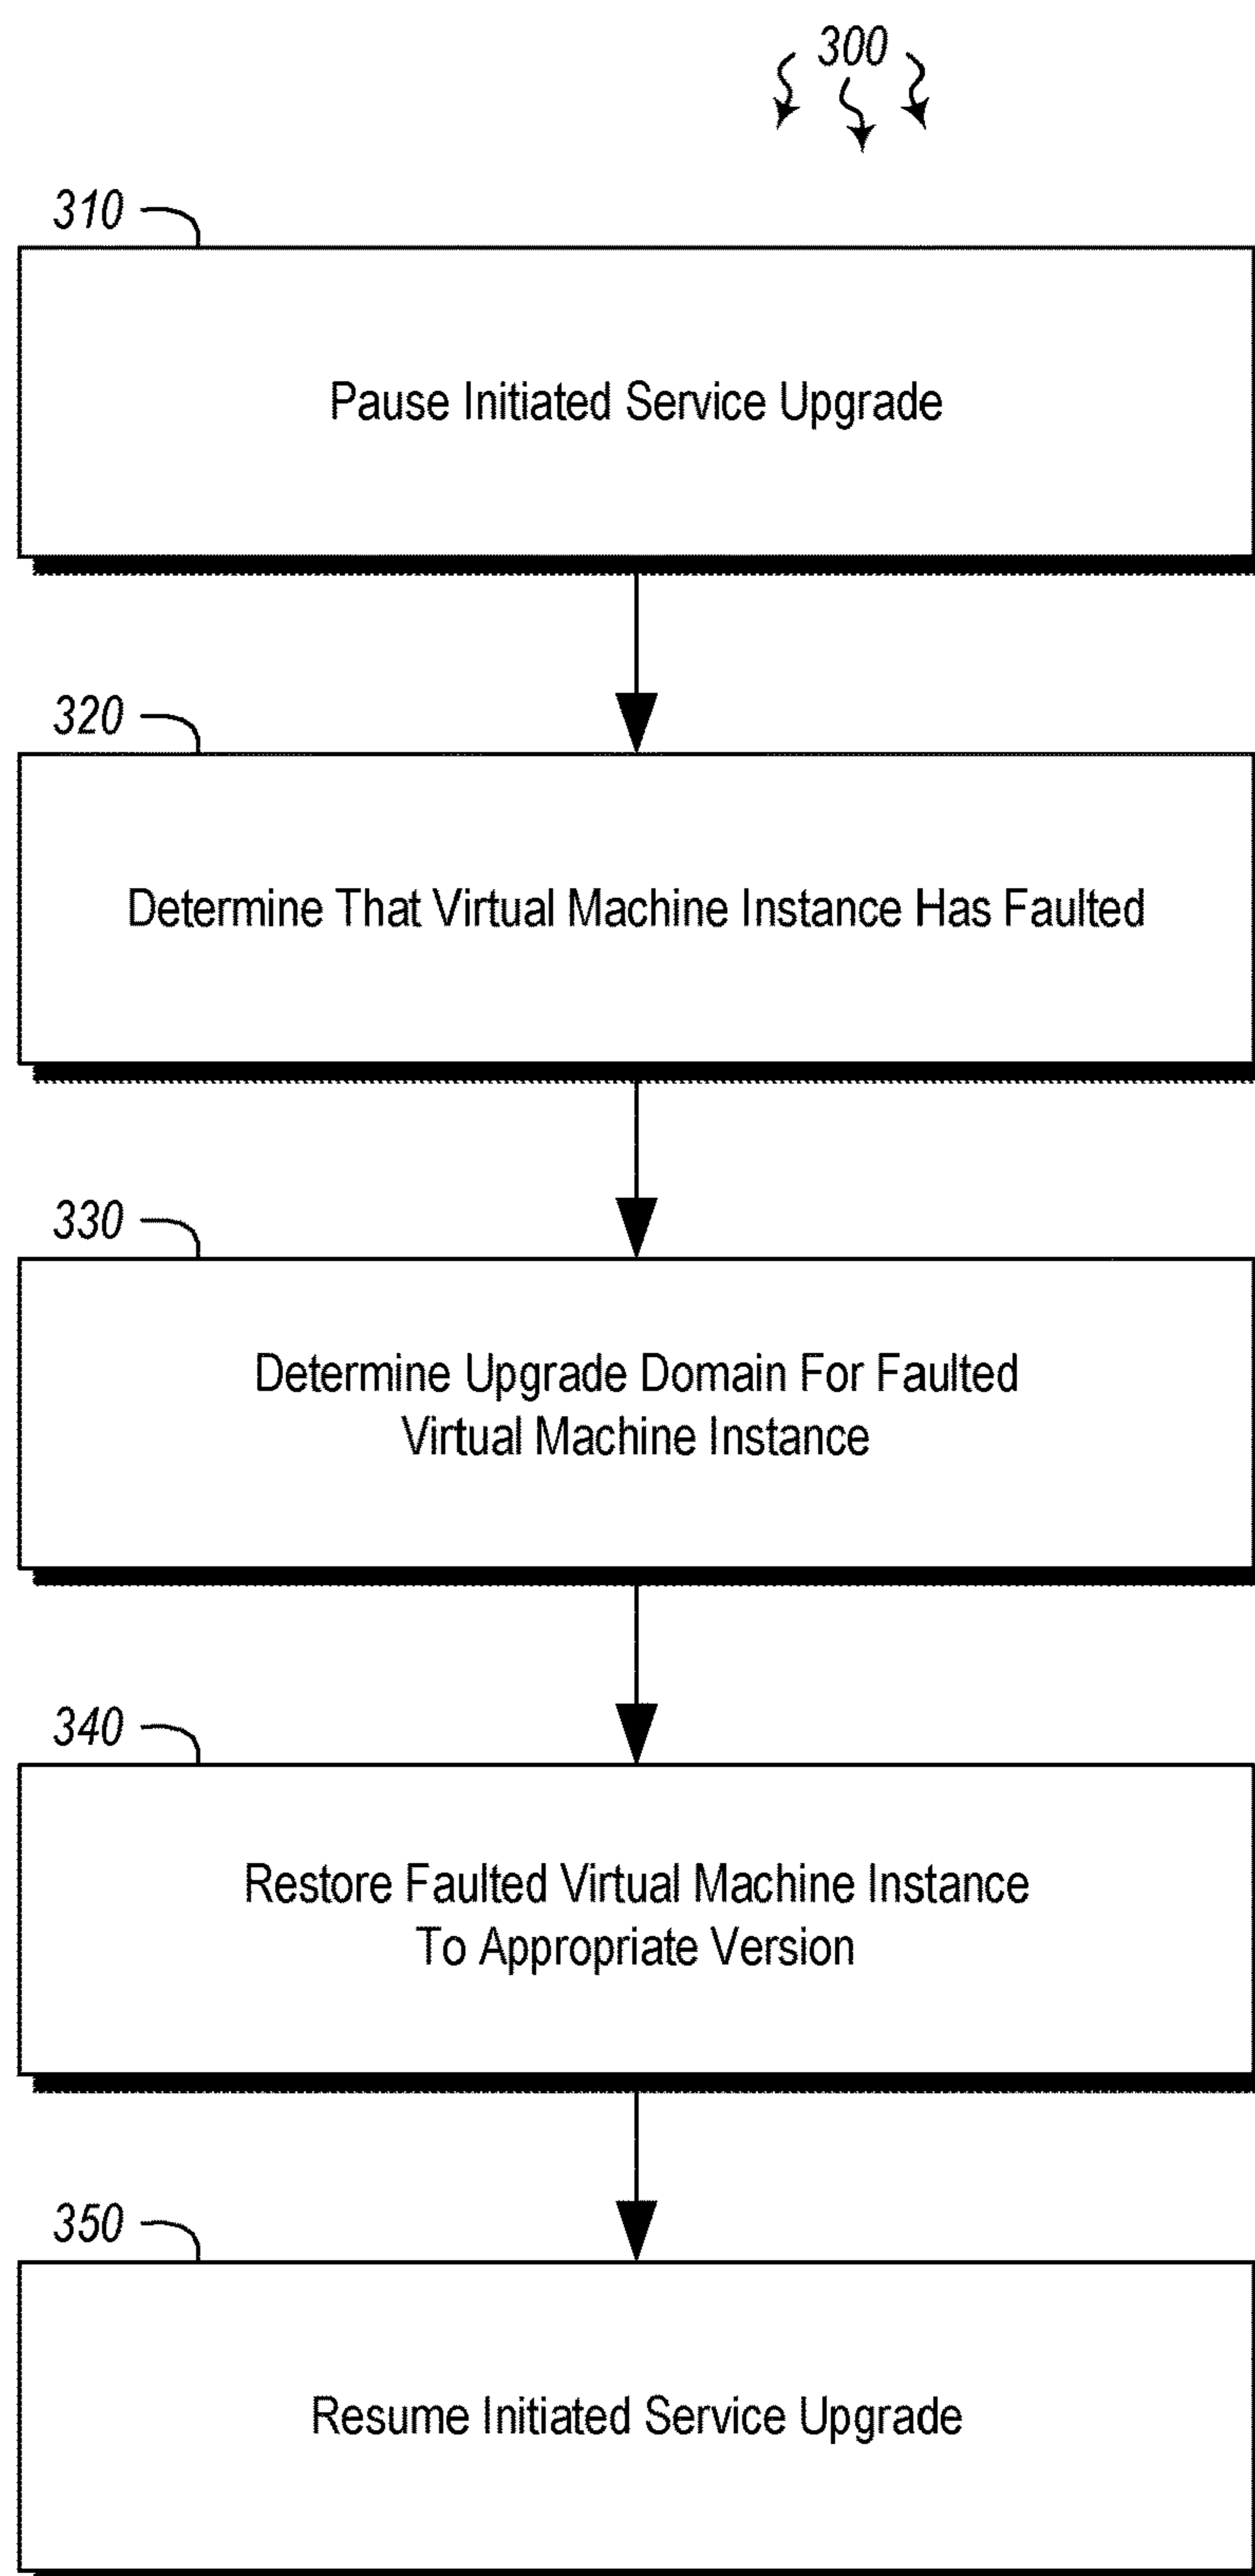 300
310
Pause Initiated Service Upgrade
320
Determine That Virtual Machine Instance Has Faulted
330
Determine Upgrade Domain For Faulted
Virtual Machine Instance
340
Restore Faulted Virtual Machine Instance
To Appropriate Version
350
Resume Initiated Service Upgrade